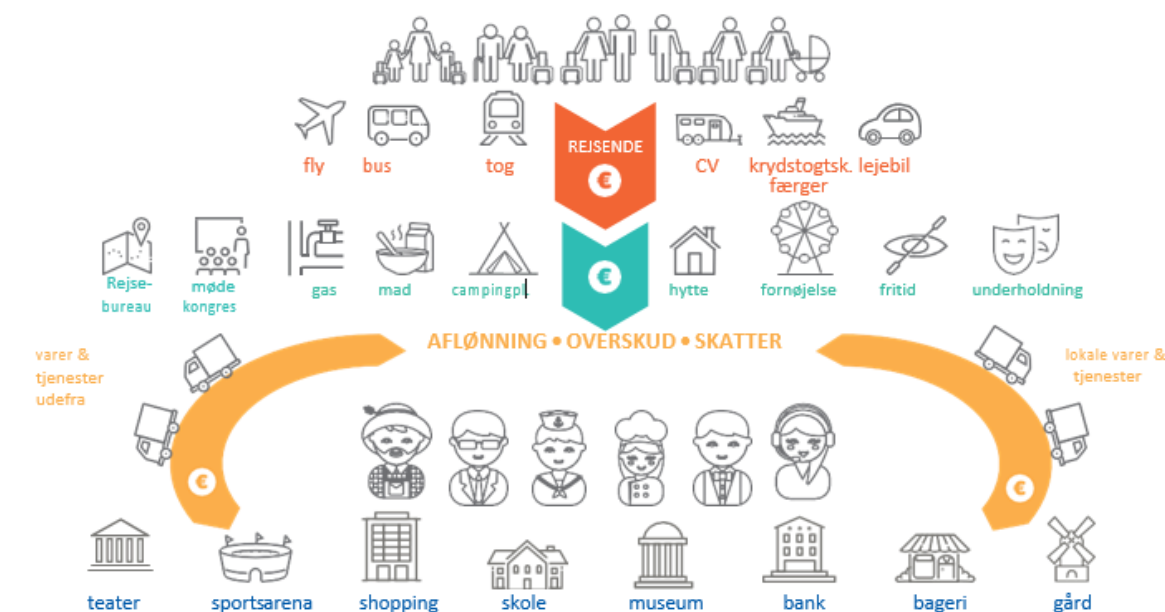 REJSENDE
€
fly
bus
tog
CV
krydstogtsk.
færger
lejebil
€
Rejse-
bureau
møde
kongres
gas
mad
campingpl.
hytte
fornøjelse
fritid
underholdning
AFLØNNING • OVERSKUD • SKATTER
varer &
tjenester
udefra
lokale varer &
tjenester
€
€
teater
sportsarena
shopping
skole
museum
bank
bageri
gård